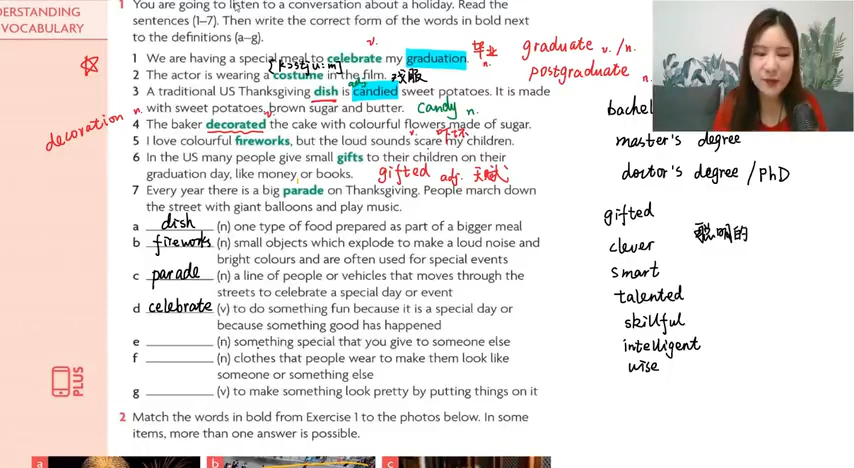 ERSTANDING
VOCABULARY
1 You are going to listen to a conversation about a holiday. Read the
sentences (1–7). Then write the correct form of the words in bold next
to the definitions (a–g).
v.
1 We are having a special meal to celebrate my graduation. 毕业 n.
graduate v. / n.
postgraduate n.
[kɔstju:m]
2 The actor is wearing a costume in the film. 戏服
adj.
3 A traditional US Thanksgiving dish is candied sweet potatoes. It is made
with sweet potatoes, brown sugar and butter. candy n.
decoration n.
v.
4 The baker decorated the cake with colourful flowers made of sugar.
v. 吓坏
5 I love colourful fireworks, but the loud sounds scare my children.
6 In the US many people give small gifts to their children on their
graduation day, like money or books. gifted adj. 天赋
7 Every year there is a big parade on Thanksgiving. People march down
the street with giant balloons and play music.
a dish (n) one type of food prepared as part of a bigger meal
b fireworks (n) small objects which explode to make a loud noise and
bright colours and are often used for special events
c parade (n) a line of people or vehicles that moves through the
streets to celebrate a special day or event
d celebrate (v) to do something fun because it is a special day or
because something good has happened
e (n) something special that you give to someone else
f (n) clothes that people wear to make them look like
someone or something else
g (v) to make something look pretty by putting things on it
PLUS
2 Match the words in bold from Exercise 1 to the photos below. In some
items, more than one answer is possible.
a
b
c
bachel
master's degree
doctor's degree / PhD
gifted
clever 聪明的
smart
talented
skillful
intelligent
wise